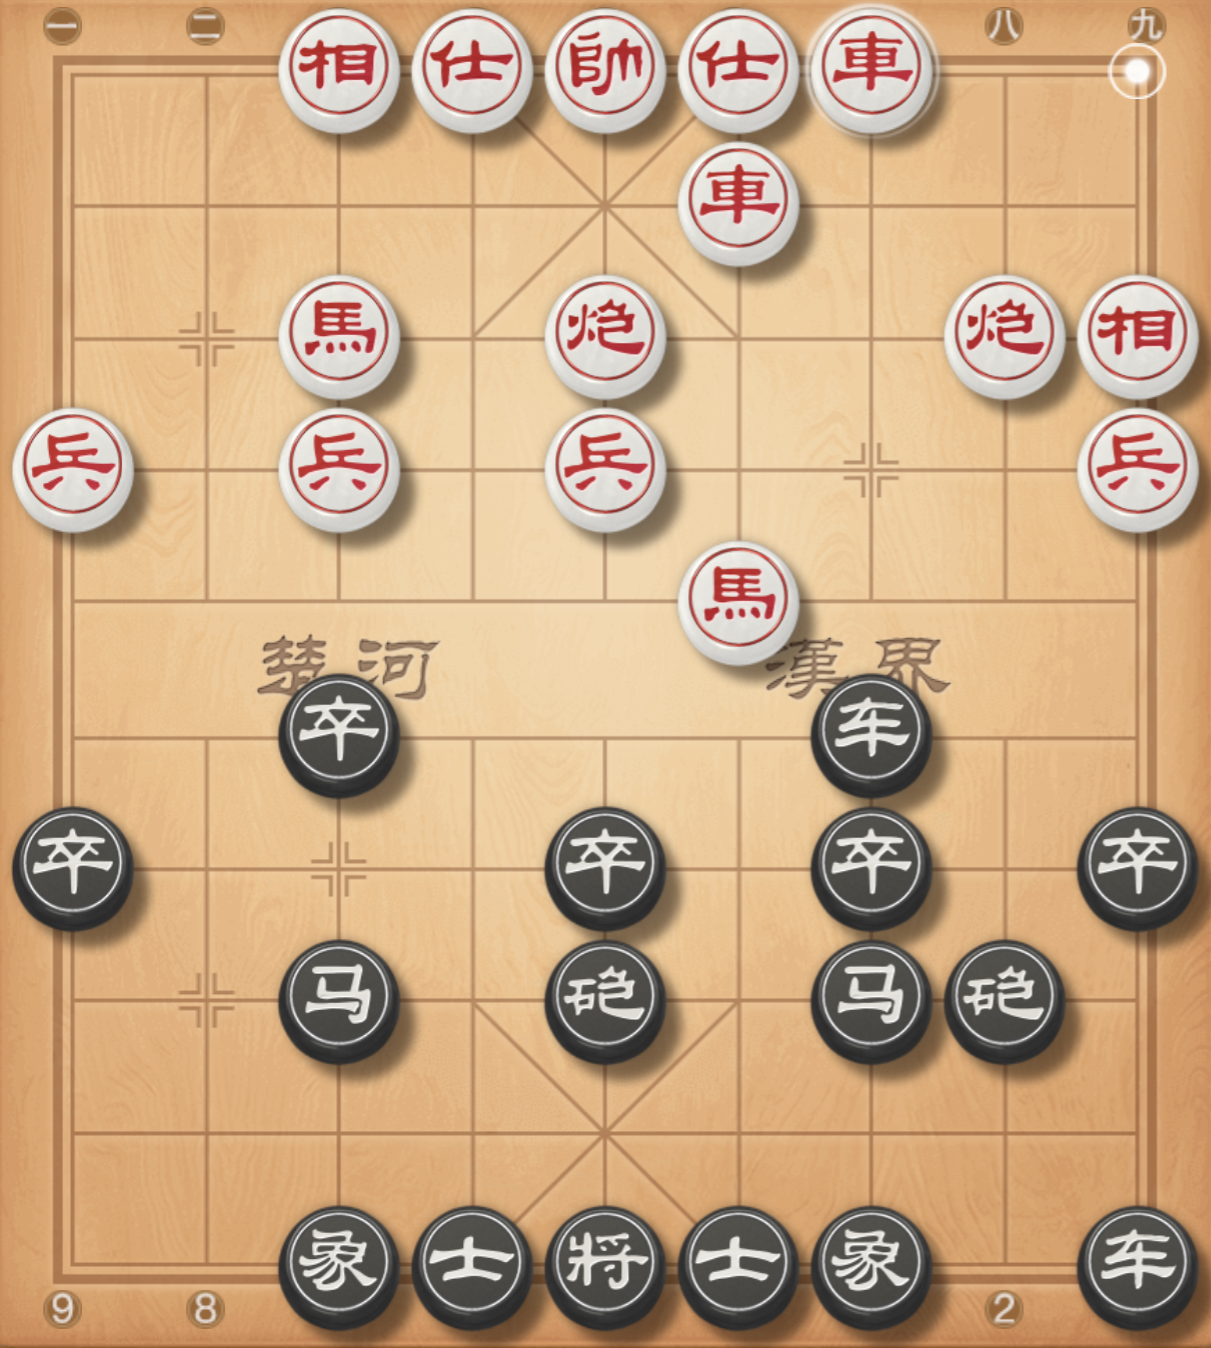 一 二 八 九
相 仕 帥 仕 車
車
馬 炮 炮 相
兵 兵 兵 兵
馬
楚河 漢界
卒 车
卒 卒 卒 卒
马 砲 马 砲
象 士 将 士 象 车
9 8 2